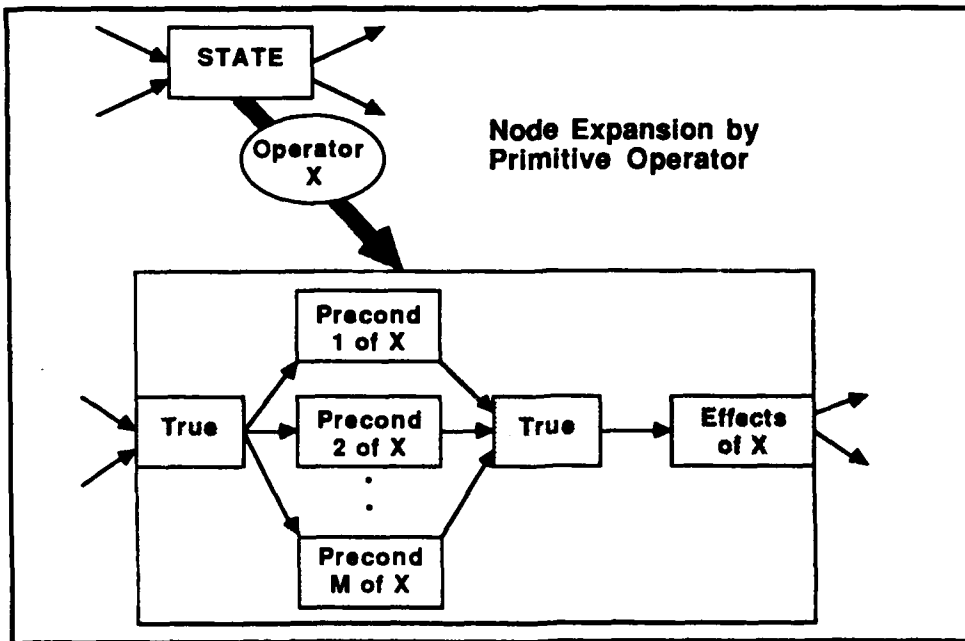 STATE
Node Expansion by
Primitive Operator
Operator
X
Precond
1 of X
True
Precond
2 of X
True
Effects
of X
Precond
M of X